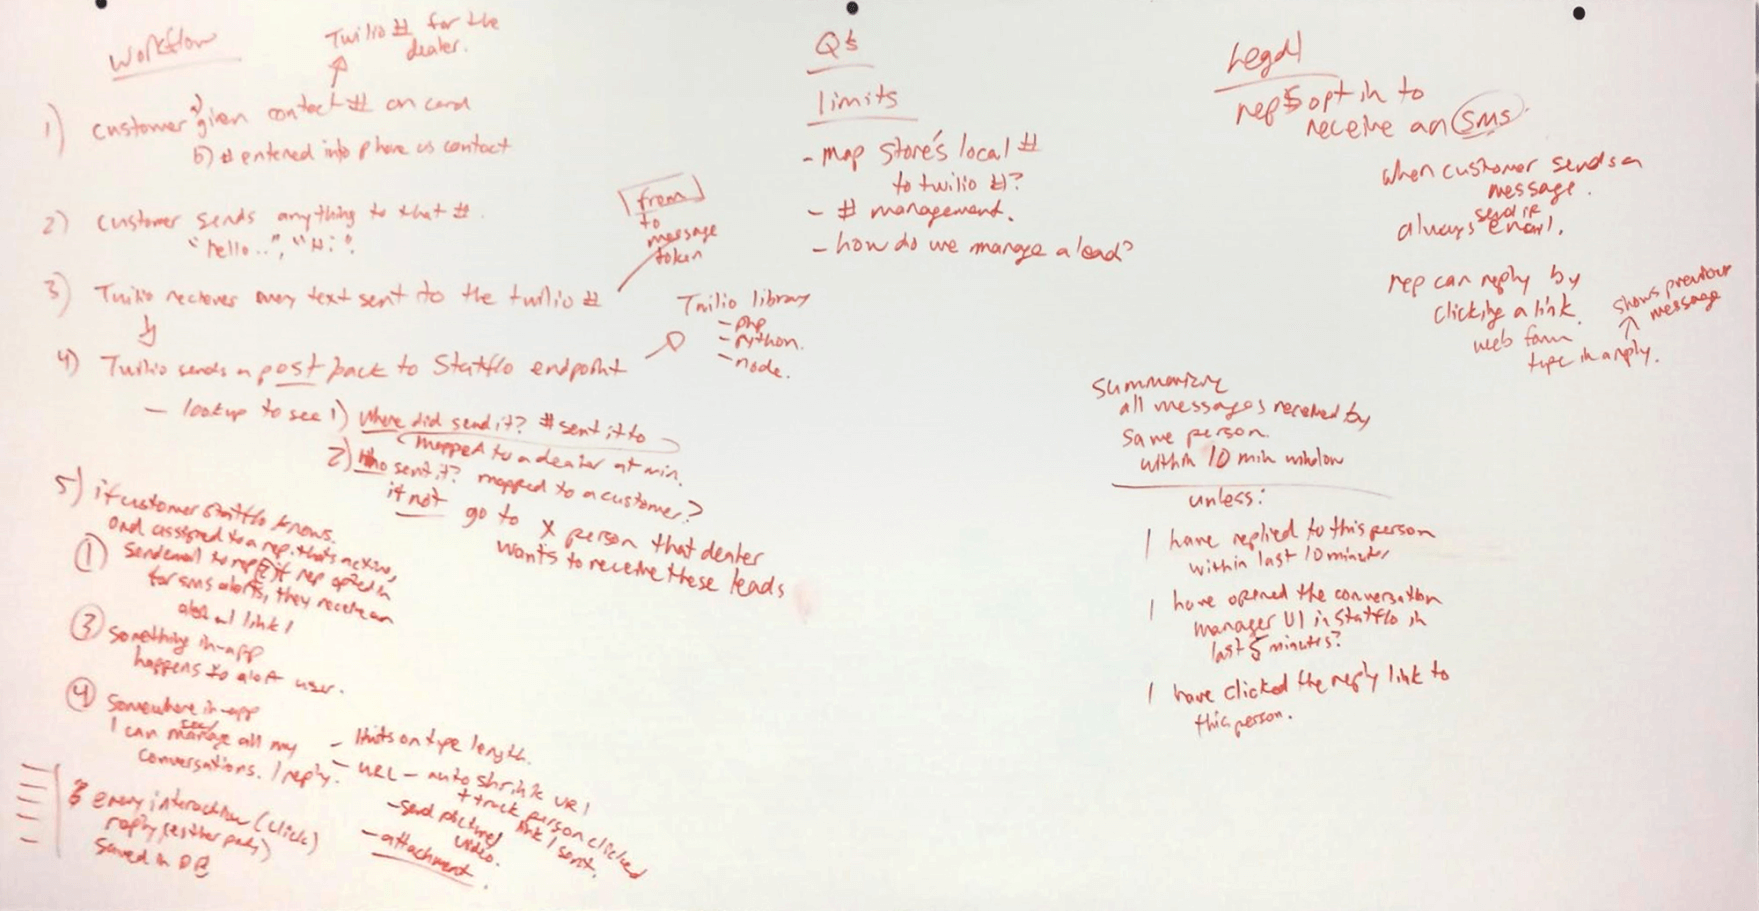 Workflow
Twilio # for the
dealer.
1) customer given contact # on card
b) # entered into phone as contact
2) customer sends anything to that #.
"hello..", "Hi".
from
to
message
token
3) Twilio recieves every text sent to the twilio #
4) Twilio sends a post back to Statflo endpoint
Twilio library
- php
- python.
- node.
- lookup to see 1) Where did send it? # sent it to
mapped to a dealer at min.
2) Who sent it? mapped to a customer?
if not go to X person that dealer
wants to receive these leads
5) if customer statflo knows.
and assigned to a rep. that's active,
1 Send email to rep 2 if rep opted in
for sms alerts, they receive an
alert w/ link /
3 Something in-app
happens to alert user.
4 Somewhere in-app
I can see/ manage all my
conversations. / reply.
- limits on type length.
- URL - auto shrink URL
+ track person clicked
link I sent.
- send picture/
video.
- attachment.
every interaction (click)
reply (either party)
Saved in DB
Q's
limits
- Map Store's local #
to twilio #?
- # management.
- how do we manage a lead?
Legal
reps opt in to
receive an SMS
when customer sends a
message.
always send in email.
rep can reply by
clicking a link.
web form
type in reply.
shows previous
message
Summarize
all messages received by
same person.
within 10 min window
unless:
I have replied to this person
within last 10 minutes
I have opened the conversation
manager UI in Statflo in
last 5 minutes?
I have clicked the reply link to
this person.